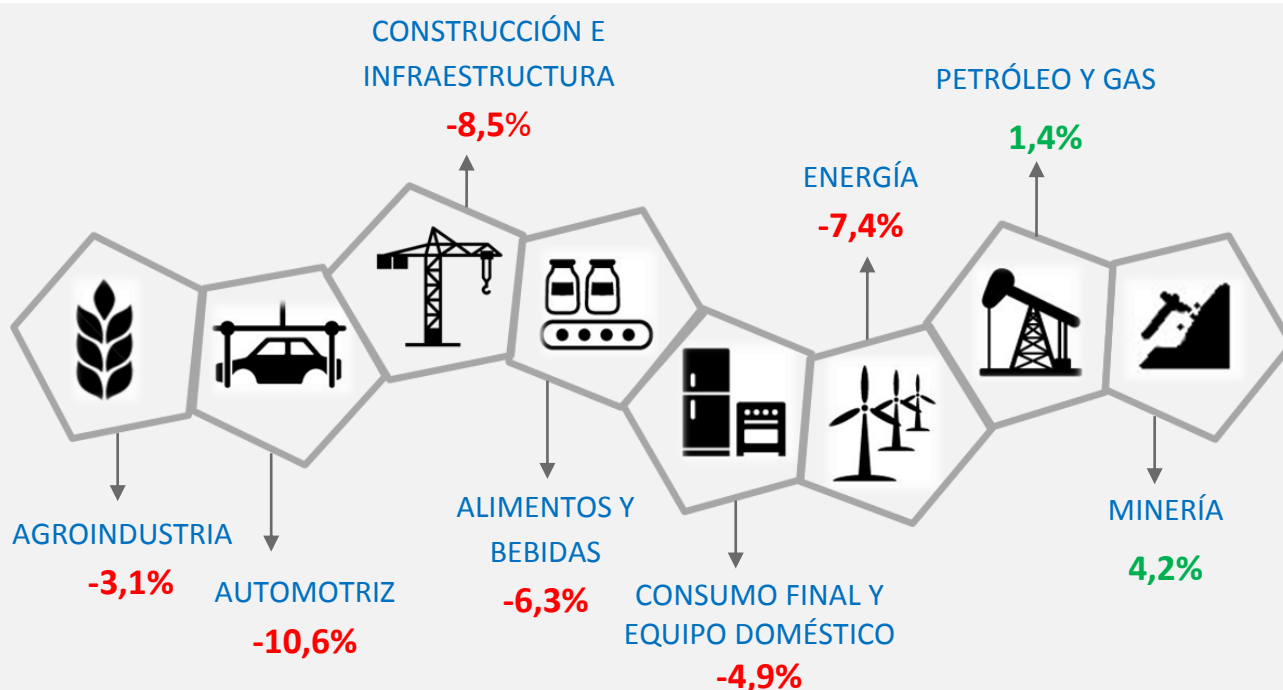 CONSTRUCCIÓN E
INFRAESTRUCTURA
-8,5%
PETRÓLEO Y GAS
1,4%
ENERGÍA
-7,4%
AGROINDUSTRIA
-3,1%
AUTOMOTRIZ
-10,6%
ALIMENTOS Y
BEBIDAS
-6,3%
CONSUMO FINAL Y
EQUIPO DOMÉSTICO
-4,9%
MINERÍA
4,2%